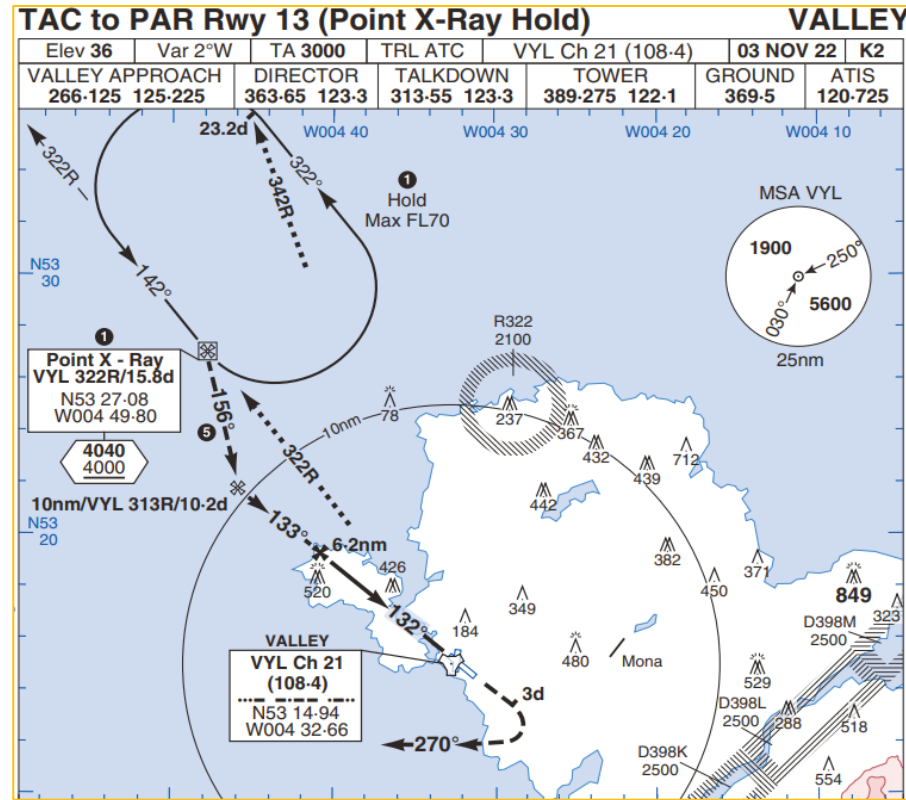 TAC to PAR Rwy 13 (Point X-Ray Hold) VALLEY
Elev 36 Var 2°W TA 3000 TRL ATC VYL Ch 21 (108·4) 03 NOV 22 K2
VALLEY APPROACH DIRECTOR TALKDOWN TOWER GROUND ATIS
266·125 125·225 363·65 123·3 313·55 123·3 389·275 122·1 369·5 120·725
23.2d
W004 40
W004 30
W004 20
W004 10
322R
342R
322°
1
Hold
Max FL70
MSA VYL
1900
250°
5600
030°
25nm
N53
30
142°
1
Point X - Ray
VYL 322R/15.8d
N53 27·08
W004 49·80
4040
4000
156°
5
10nm/VYL 313R/10·2d
322R
10nm
R322
2100
78
237
367
432
439
712
442
N53
20
133°
6·2nm
382
371
450
426
520
349
184
132°
849
323
D398M
2500
VALLEY
VYL Ch 21
(108·4)
N53 14·94
W004 32·66
480
Mona
529
3d
270°
D398L
2500
288
518
D398K
2500
554